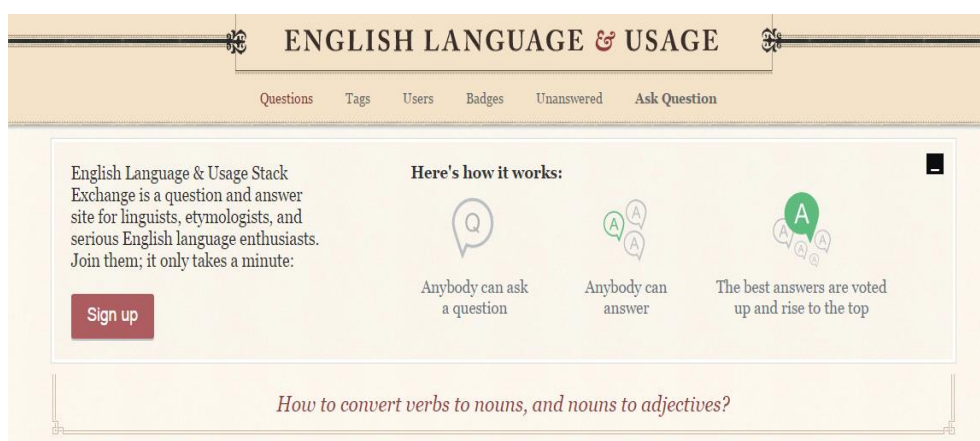 ENGLISH LANGUAGE & USAGE
Questions Tags Users Badges Unanswered Ask Question
English Language & Usage Stack
Exchange is a question and answer
site for linguists, etymologists, and
serious English language enthusiasts.
Join them; it only takes a minute:
Sign up
Here's how it works:
Q
Anybody can ask
a question
A
A
A
Anybody can
answer
A
A
A
A
A
The best answers are voted
up and rise to the top
How to convert verbs to nouns, and nouns to adjectives?